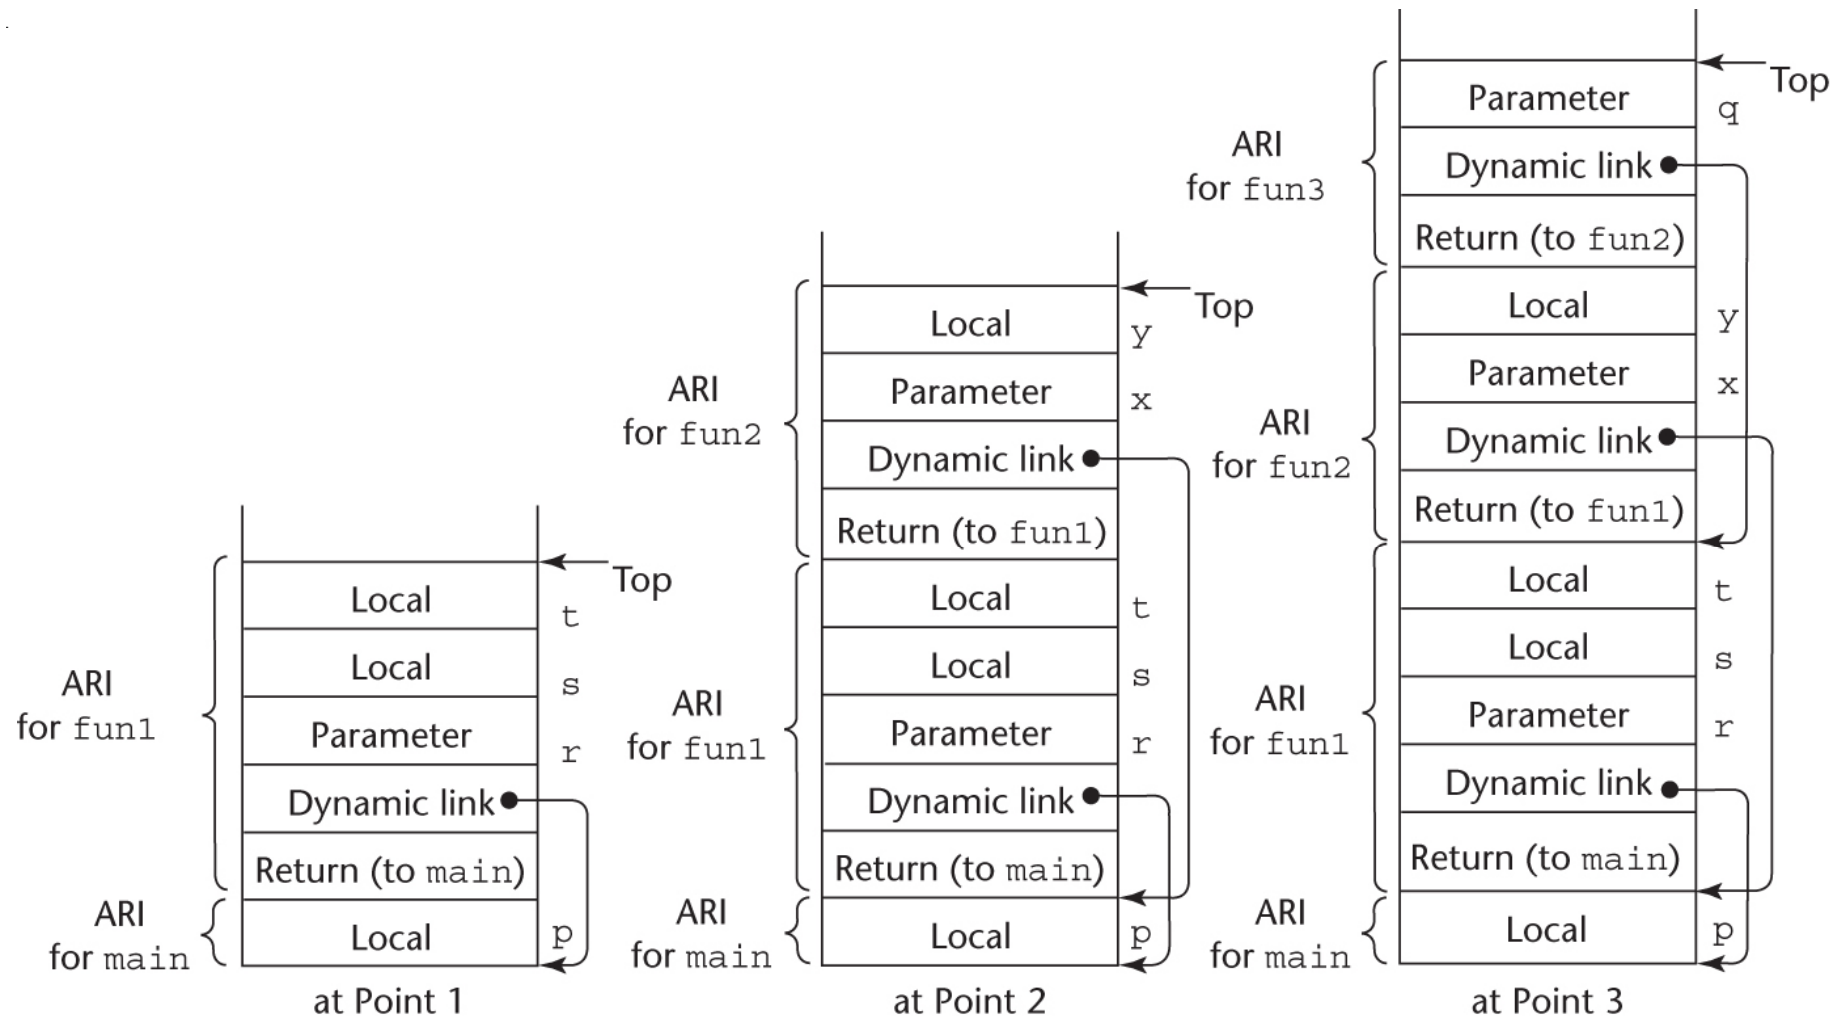 Top
Local
t
Local
s
Parameter
r
Dynamic link
Return (to main)
Local
p
ARI
for fun1
ARI
for main
at Point 1
Top
Local
y
Parameter
x
Dynamic link
Return (to fun1)
Local
t
Local
s
Parameter
r
Dynamic link
Return (to main)
Local
p
ARI
for fun2
ARI
for fun1
ARI
for main
at Point 2
Top
Parameter
q
Dynamic link
Return (to fun2)
Local
y
Parameter
x
Dynamic link
Return (to fun1)
Local
t
Local
s
Parameter
r
Dynamic link
Return (to main)
Local
p
ARI
for fun3
ARI
for fun2
ARI
for fun1
ARI
for main
at Point 3